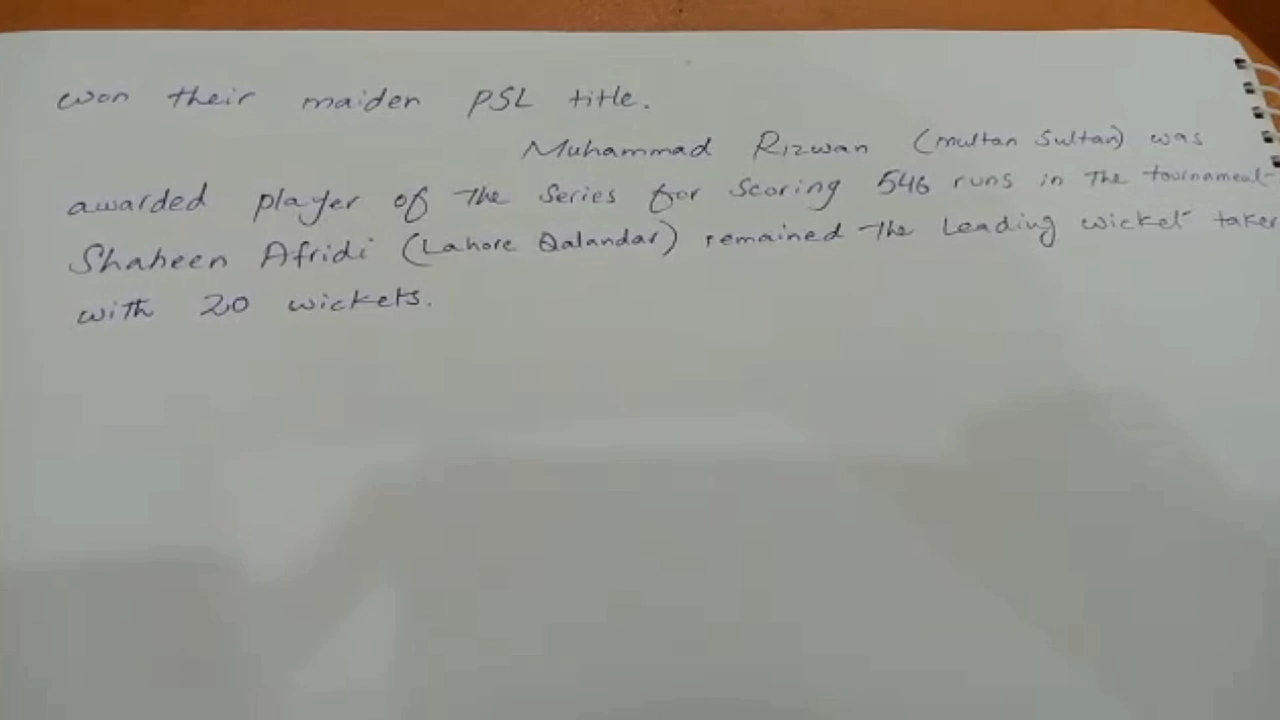 won their maiden PSL title.
Muhammad Rizwan (Multan Sultan) was
awarded player of the Series for Scoring 546 runs in the tournament
Shaheen Afridi (Lahore Qalandar) remained the Leading wicket taker
with 20 wickets.